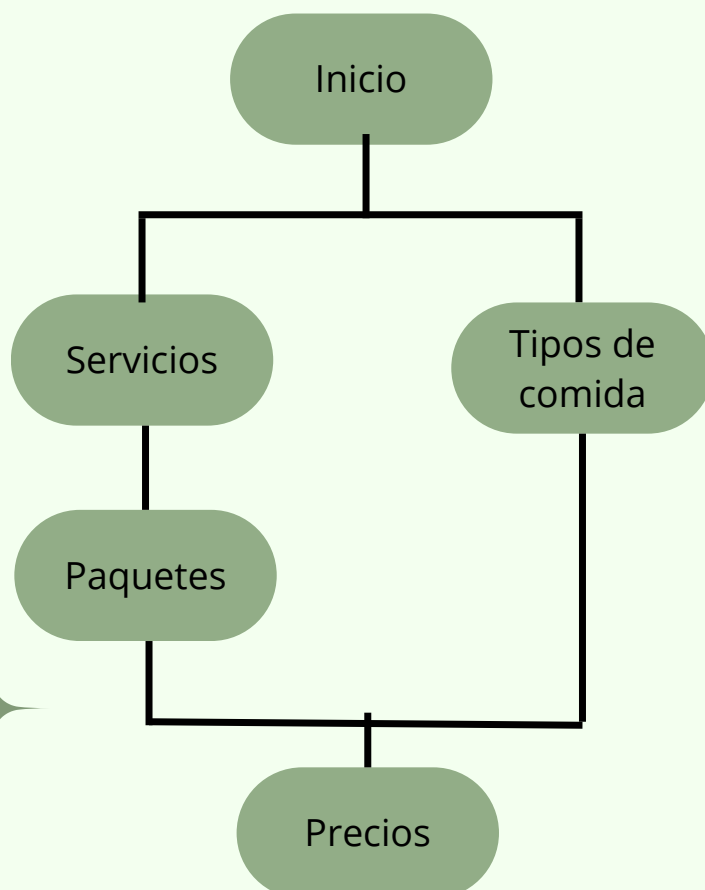 Inicio
Servicios
Tipos de
comida
Paquetes
Precios